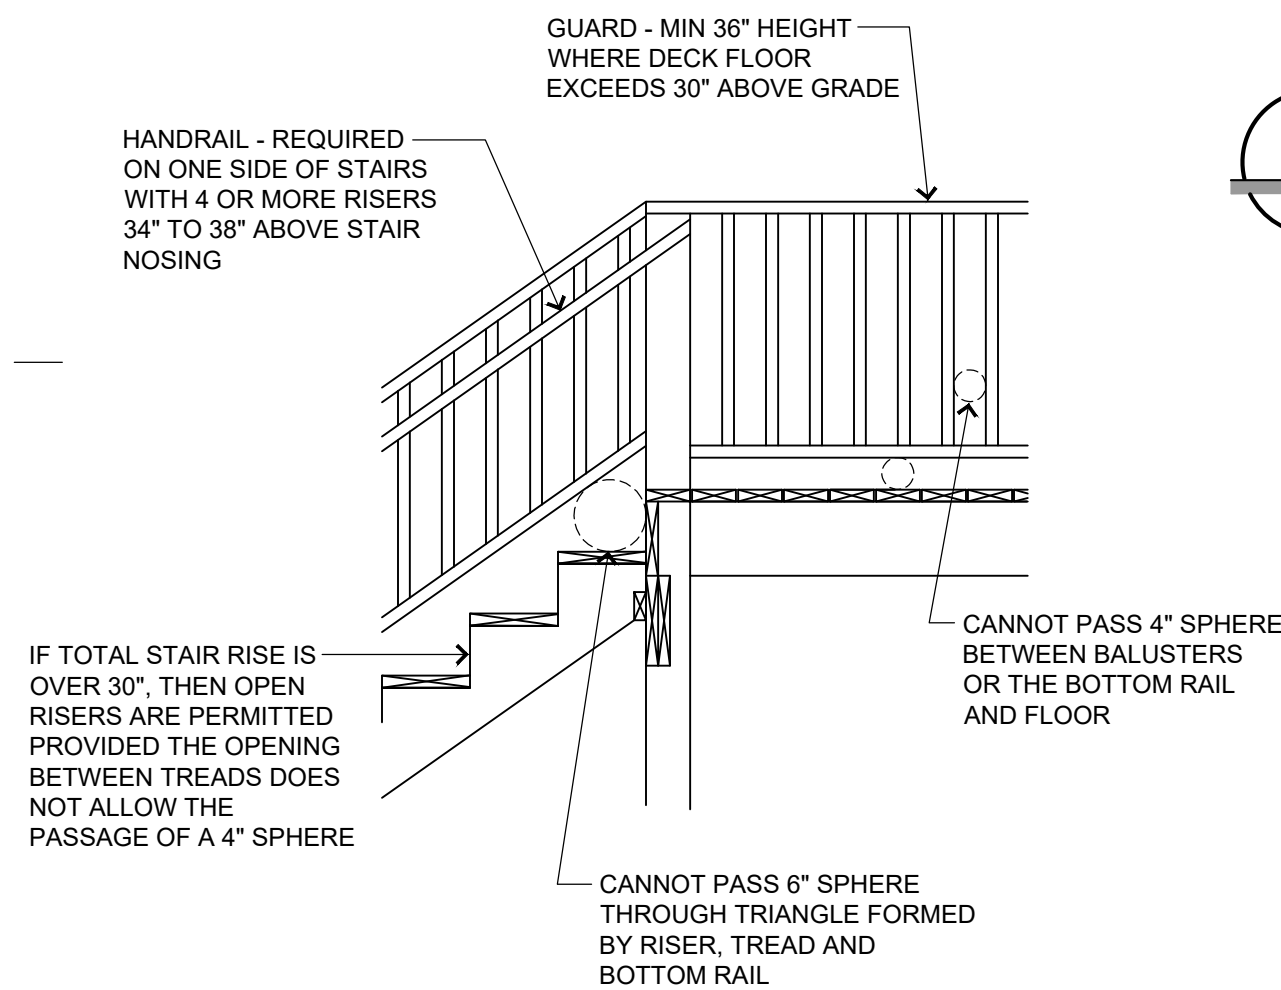 GUARD - MIN 36" HEIGHT
WHERE DECK FLOOR
EXCEEDS 30" ABOVE GRADE
HANDRAIL - REQUIRED
ON ONE SIDE OF STAIRS
WITH 4 OR MORE RISERS
34" TO 38" ABOVE STAIR
NOSING
IF TOTAL STAIR RISE IS
OVER 30", THEN OPEN
RISERS ARE PERMITTED
PROVIDED THE OPENING
BETWEEN TREADS DOES
NOT ALLOW THE
PASSAGE OF A 4" SPHERE
CANNOT PASS 4" SPHERE
BETWEEN BALUSTERS
OR THE BOTTOM RAIL
AND FLOOR
CANNOT PASS 6" SPHERE
THROUGH TRIANGLE FORMED
BY RISER, TREAD AND
BOTTOM RAIL